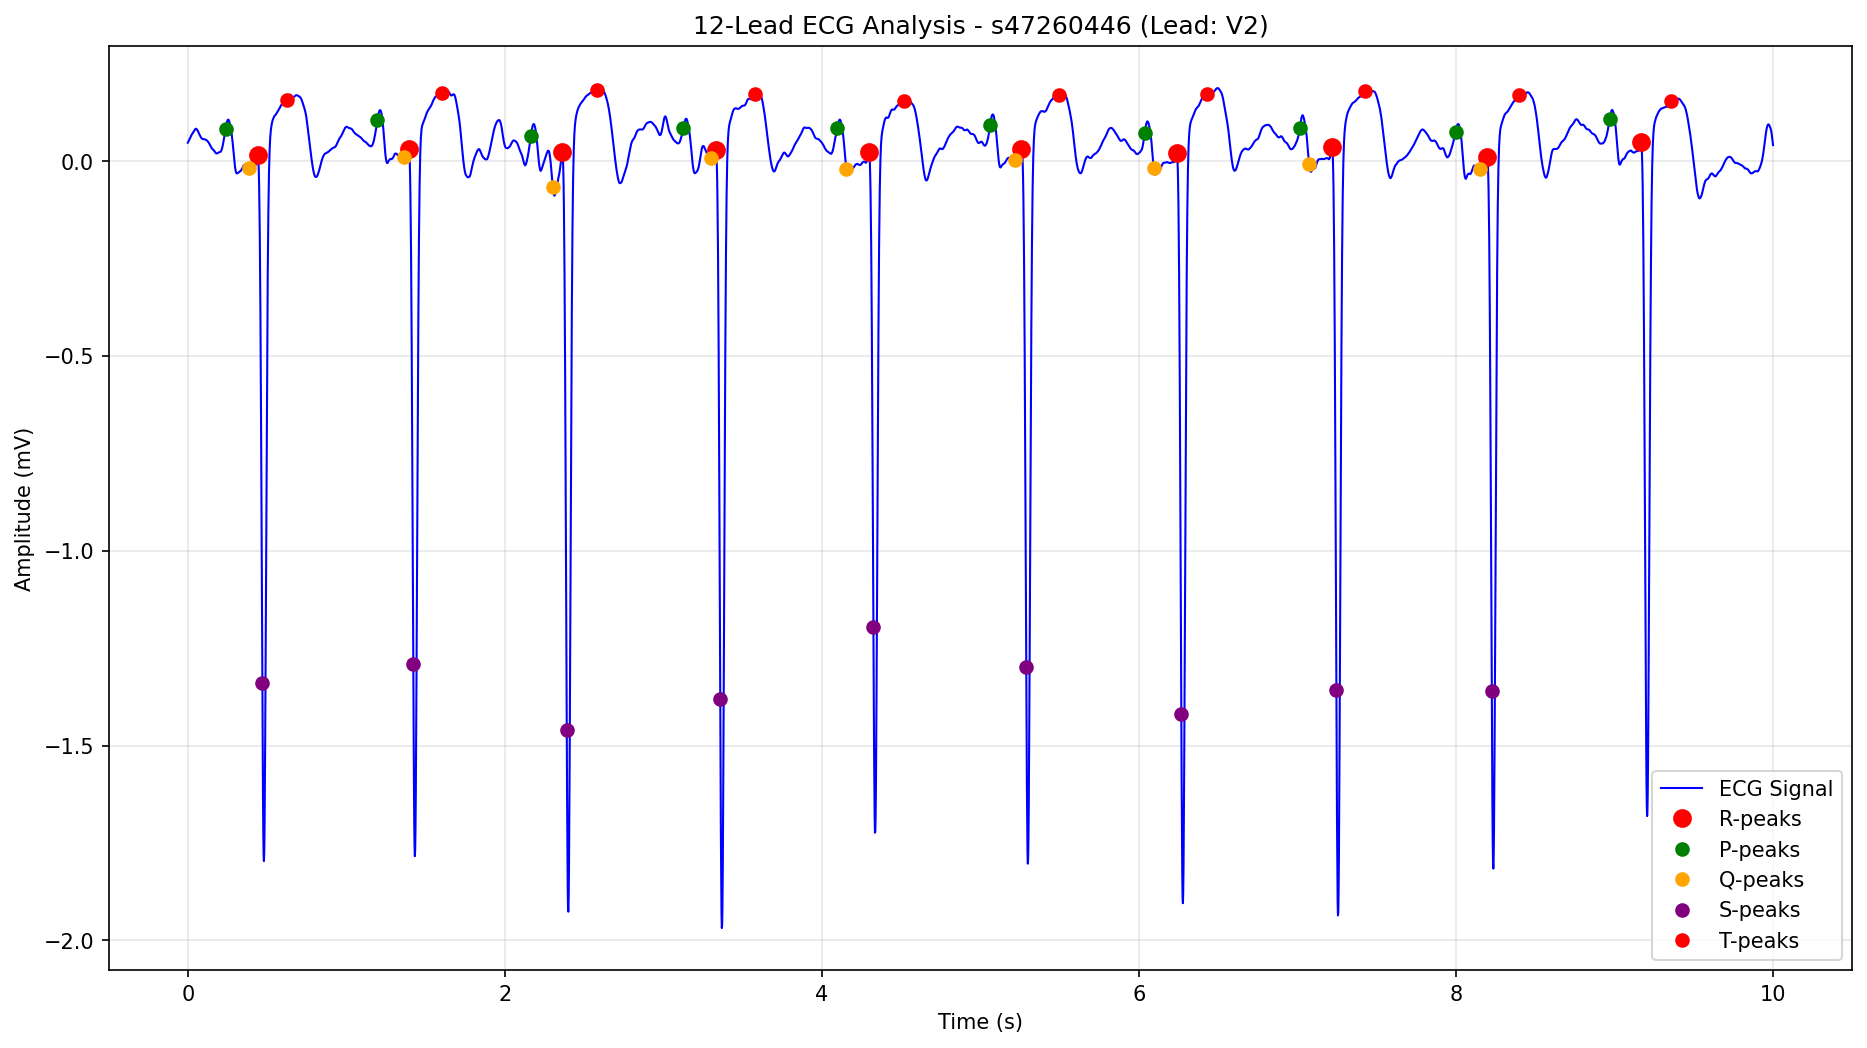 12-Lead ECG Analysis - s47260446 (Lead: V2)
Amplitude (mV)
0.0
−0.5
−1.0
−1.5
−2.0
0 2 4 6 8 10
Time (s)
ECG Signal
R-peaks
P-peaks
Q-peaks
S-peaks
T-peaks